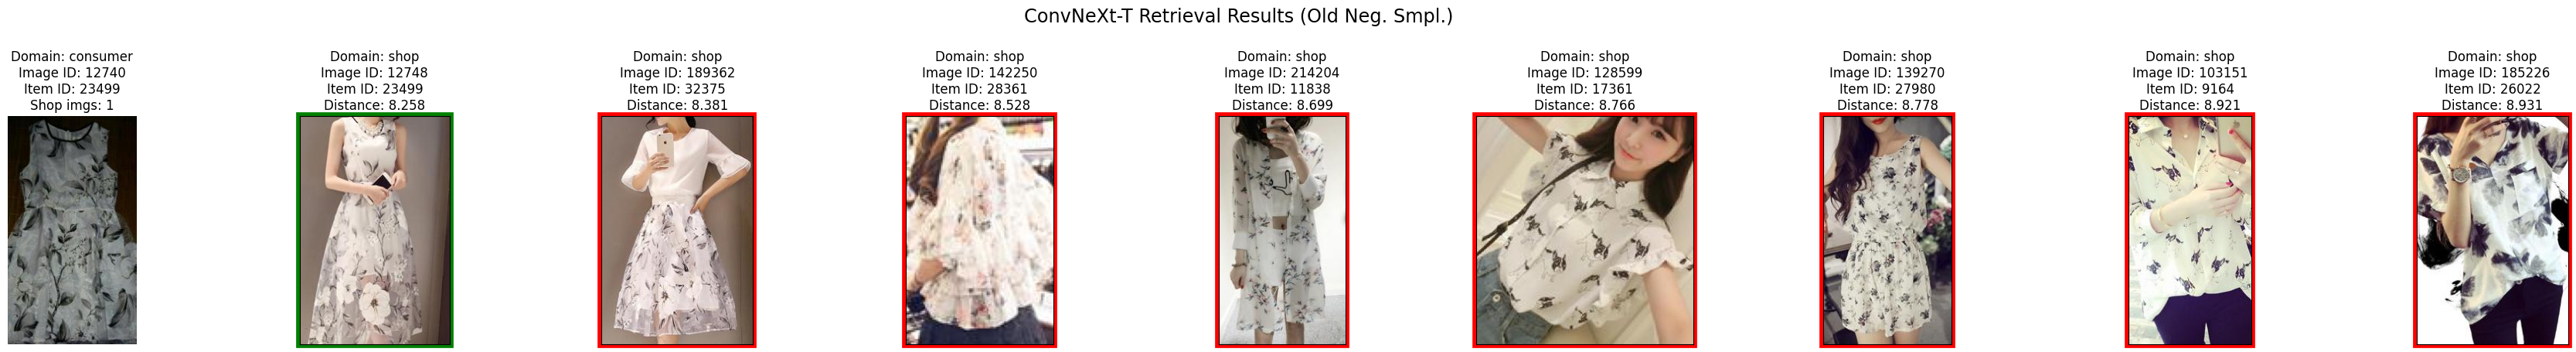 ConvNeXt-T Retrieval Results (Old Neg. Smpl.)
Domain: consumer
Image ID: 12740
Item ID: 23499
Shop imgs: 1
Domain: shop
Image ID: 12748
Item ID: 23499
Distance: 8.258
Domain: shop
Image ID: 189362
Item ID: 32375
Distance: 8.381
Domain: shop
Image ID: 142250
Item ID: 28361
Distance: 8.528
Domain: shop
Image ID: 214204
Item ID: 11838
Distance: 8.699
Domain: shop
Image ID: 128599
Item ID: 17361
Distance: 8.766
Domain: shop
Image ID: 139270
Item ID: 27980
Distance: 8.778
Domain: shop
Image ID: 103151
Item ID: 9164
Distance: 8.921
Domain: shop
Image ID: 185226
Item ID: 26022
Distance: 8.931